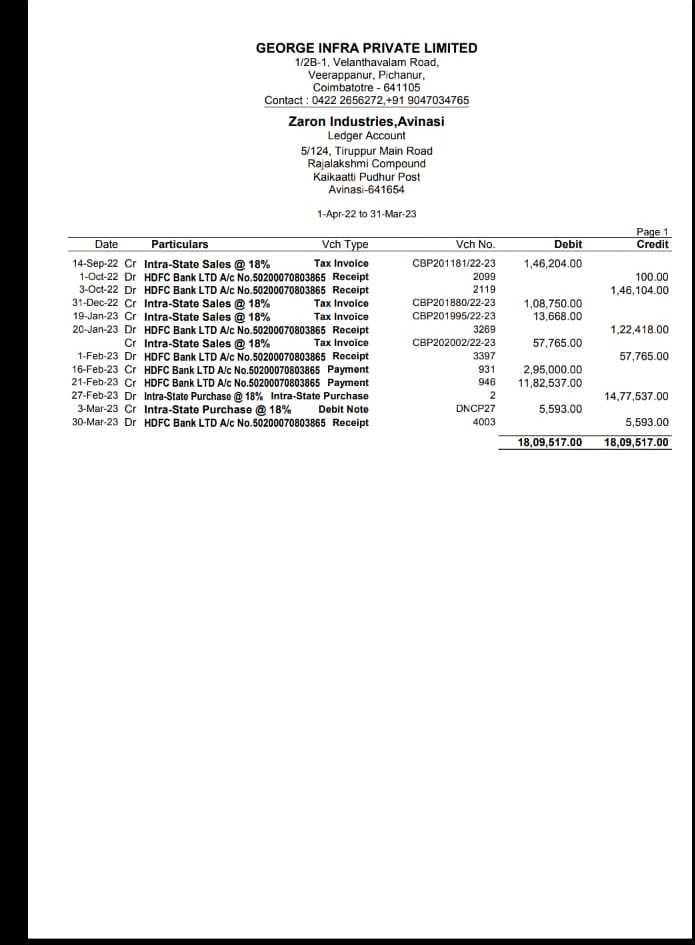 GEORGE INFRA PRIVATE LIMITED
1/2B-1, Velanthavalam Road,
Veerappanur, Pichanur,
Coimbatotre - 641105
Contact : 0422 2656272,+91 9047034765
Zaron Industries,Avinasi
Ledger Account
5/124, Tiruppur Main Road
Rajalakshmi Compound
Kaikaatti Pudhur Post
Avinasi-641654
1-Apr-22 to 31-Mar-23
Page 1
Date Particulars Vch Type Vch No. Debit Credit
14-Sep-22 Cr Intra-State Sales @ 18% Tax Invoice CBP201181/22-23 1,46,204.00
1-Oct-22 Dr HDFC Bank LTD A/c No.50200070803865 Receipt 2099 100.00
3-Oct-22 Dr HDFC Bank LTD A/c No.50200070803865 Receipt 2119 1,46,104.00
31-Dec-22 Cr Intra-State Sales @ 18% Tax Invoice CBP201880/22-23 1,08,750.00
19-Jan-23 Cr Intra-State Sales @ 18% Tax Invoice CBP201995/22-23 13,668.00
20-Jan-23 Dr HDFC Bank LTD A/c No.50200070803865 Receipt 3269 1,22,418.00
Cr Intra-State Sales @ 18% Tax Invoice CBP202002/22-23 57,765.00
1-Feb-23 Dr HDFC Bank LTD A/c No.50200070803865 Receipt 3397 57,765.00
16-Feb-23 Cr HDFC Bank LTD A/c No.50200070803865 Payment 931 2,95,000.00
21-Feb-23 Cr HDFC Bank LTD A/c No.50200070803865 Payment 946 11,82,537.00
27-Feb-23 Dr Intra-State Purchase @ 18% Intra-State Purchase 2 14,77,537.00
3-Mar-23 Cr Intra-State Purchase @ 18% Debit Note DNCP27 5,593.00
30-Mar-23 Dr HDFC Bank LTD A/c No.50200070803865 Receipt 4003 5,593.00
18,09,517.00 18,09,517.00